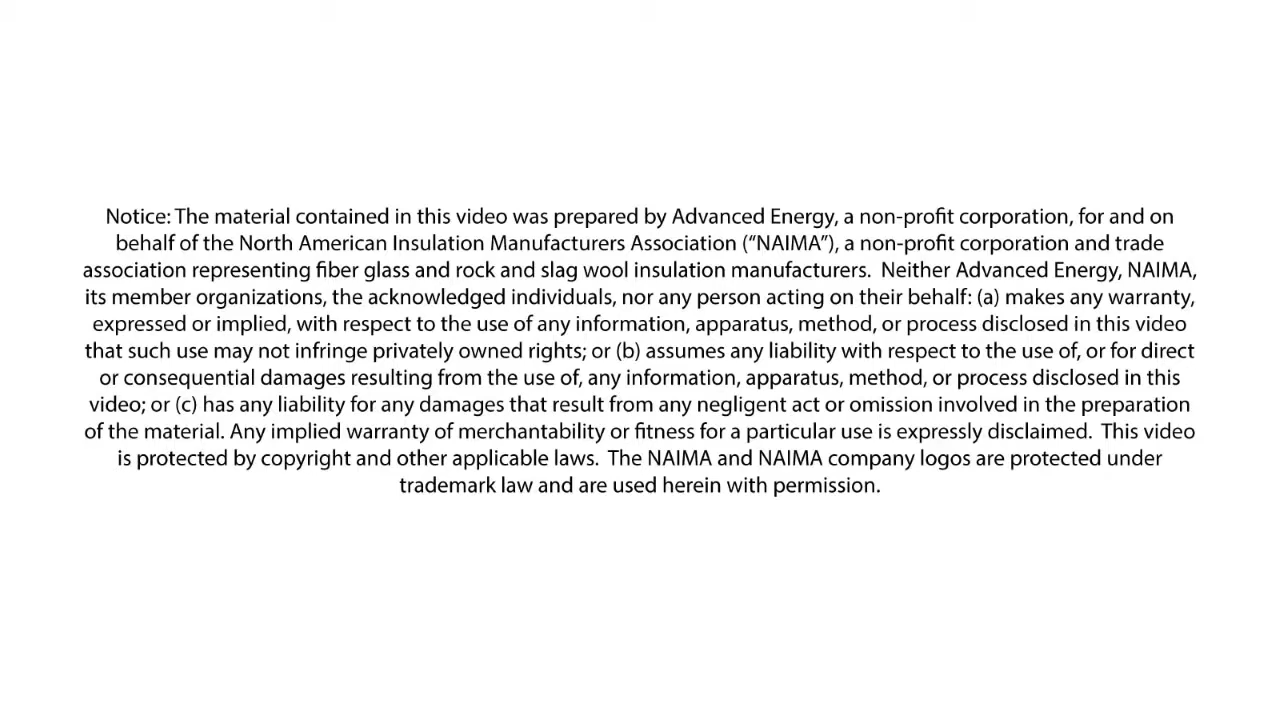 Notice: The material contained in this video was prepared by Advanced Energy, a non-profit corporation, for and on
behalf of the North American Insulation Manufacturers Association (“NAIMA”), a non-profit corporation and trade
association representing fiber glass and rock and slag wool insulation manufacturers.  Neither Advanced Energy, NAIMA,
its member organizations, the acknowledged individuals, nor any person acting on their behalf: (a) makes any warranty,
expressed or implied, with respect to the use of any information, apparatus, method, or process disclosed in this video
that such use may not infringe privately owned rights; or (b) assumes any liability with respect to the use of, or for direct
or consequential damages resulting from the use of, any information, apparatus, method, or process disclosed in this
video; or (c) has any liability for any damages that result from any negligent act or omission involved in the preparation
of the material. Any implied warranty of merchantability or fitness for a particular use is expressly disclaimed.  This video
is protected by copyright and other applicable laws.  The NAIMA and NAIMA company logos are protected under
trademark law and are used herein with permission.